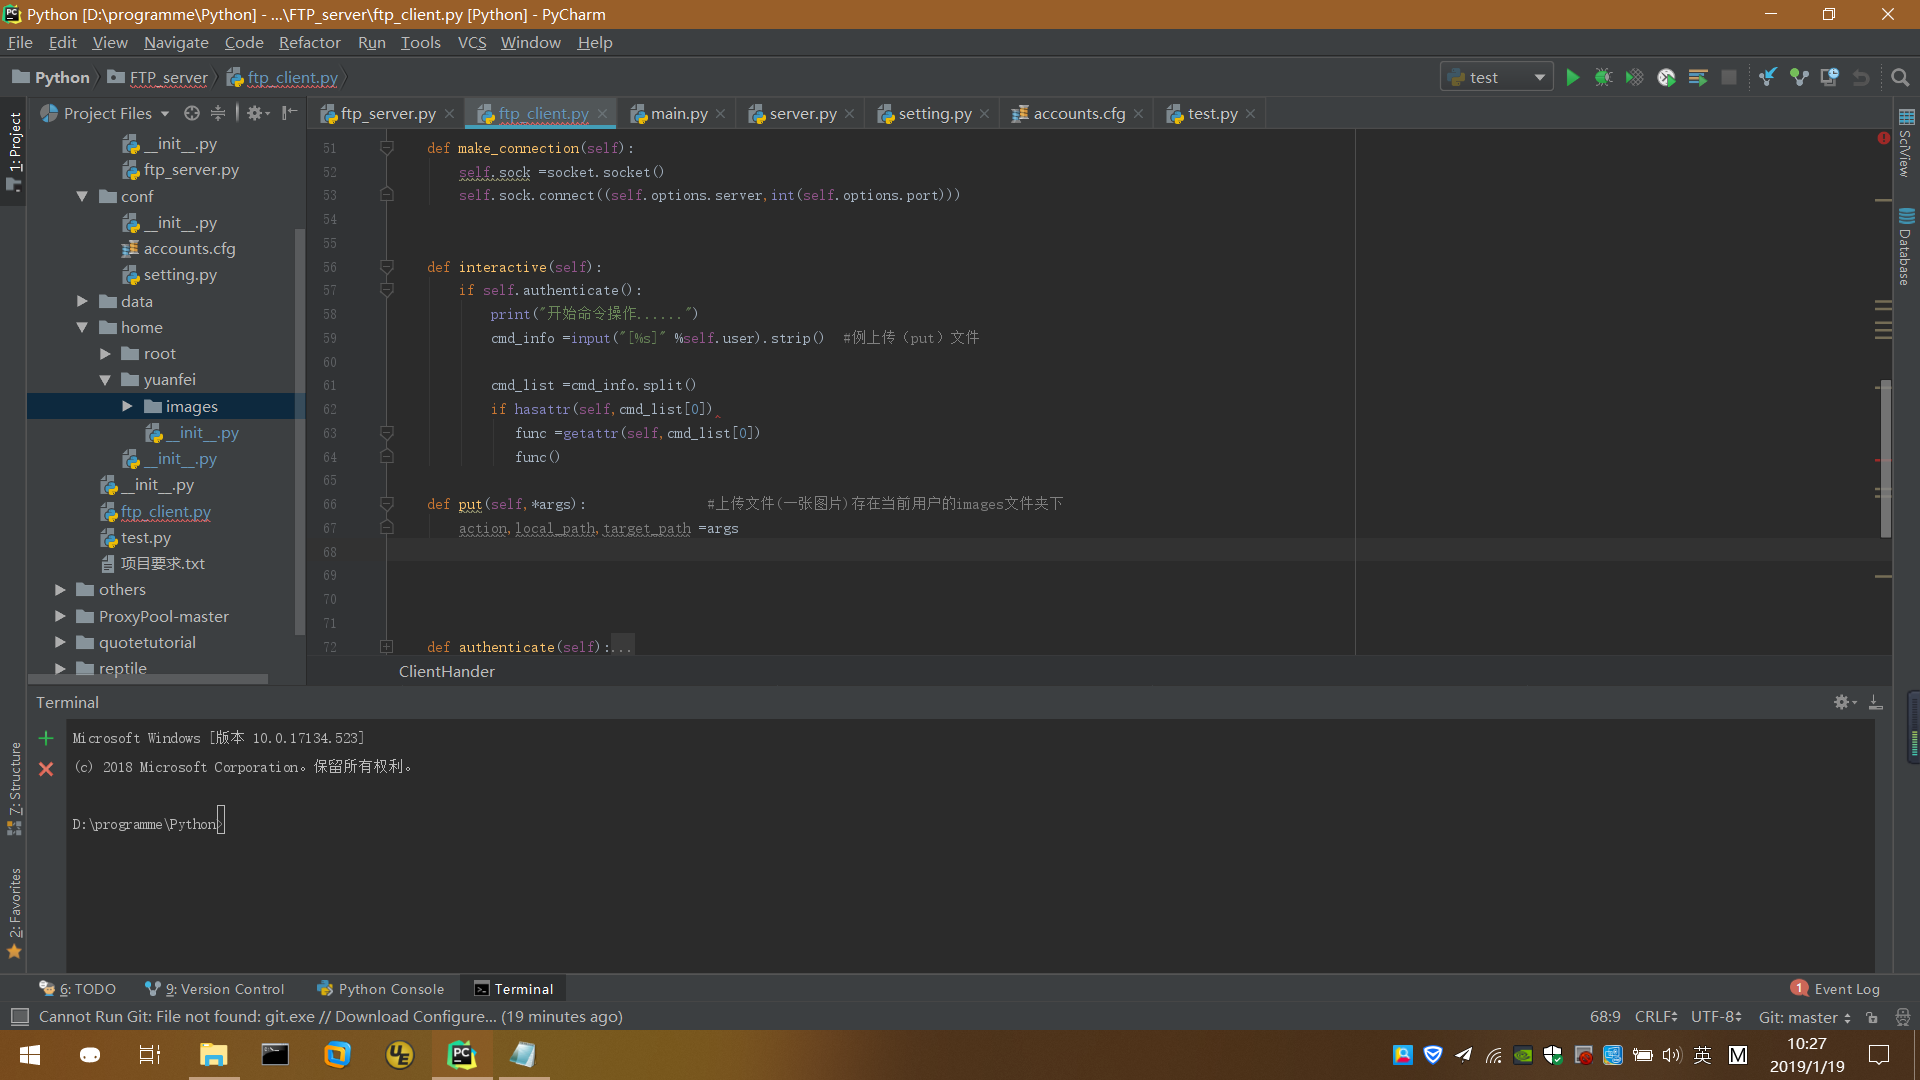 Python [D:\programme\Python] - ...\FTP_server\ftp_client.py [Python] - PyCharm
File Edit View Navigate Code Refactor Run Tools VCS Window Help
Python FTP_server ftp_client.py test
Project Files
ftp_server.py ftp_client.py main.py server.py setting.py accounts.cfg test.py
1: Project
__init__.py
ftp_server.py
conf
__init__.py
accounts.cfg
setting.py
data
home
root
yuanfei
images
__init__.py
__init__.py
__init__.py
ftp_client.py
test.py
项目要求.txt
others
ProxyPool-master
quotetutorial
reptile
51 def make_connection(self):
52 self.sock =socket.socket()
53 self.sock.connect((self.options.server,int(self.options.port)))
54
55
56 def interactive(self):
57 if self.authenticate():
58 print("开始命令操作......")
59 cmd_info =input("[%s]" %self.user).strip() #例上传（put）文件
60
61 cmd_list =cmd_info.split()
62 if hasattr(self,cmd_list[0])
63 func =getattr(self,cmd_list[0])
64 func()
65
66 def put(self,*args): #上传文件(一张图片)存在当前用户的images文件夹下
67 action,local_path,target_path =args
68
69
70
71
72 def authenticate(self):...
ClientHander
SciView
Database
Terminal
Microsoft Windows [版本 10.0.17134.523]
(c) 2018 Microsoft Corporation。保留所有权利。
D:\programme\Python>
7: Structure
2: Favorites
6: TODO 9: Version Control Python Console Terminal 1 Event Log
Cannot Run Git: File not found: git.exe // Download Configure... (19 minutes ago) 68:9 CRLF UTF-8 Git: master
UE PC 英 M 10:27
2019/1/19